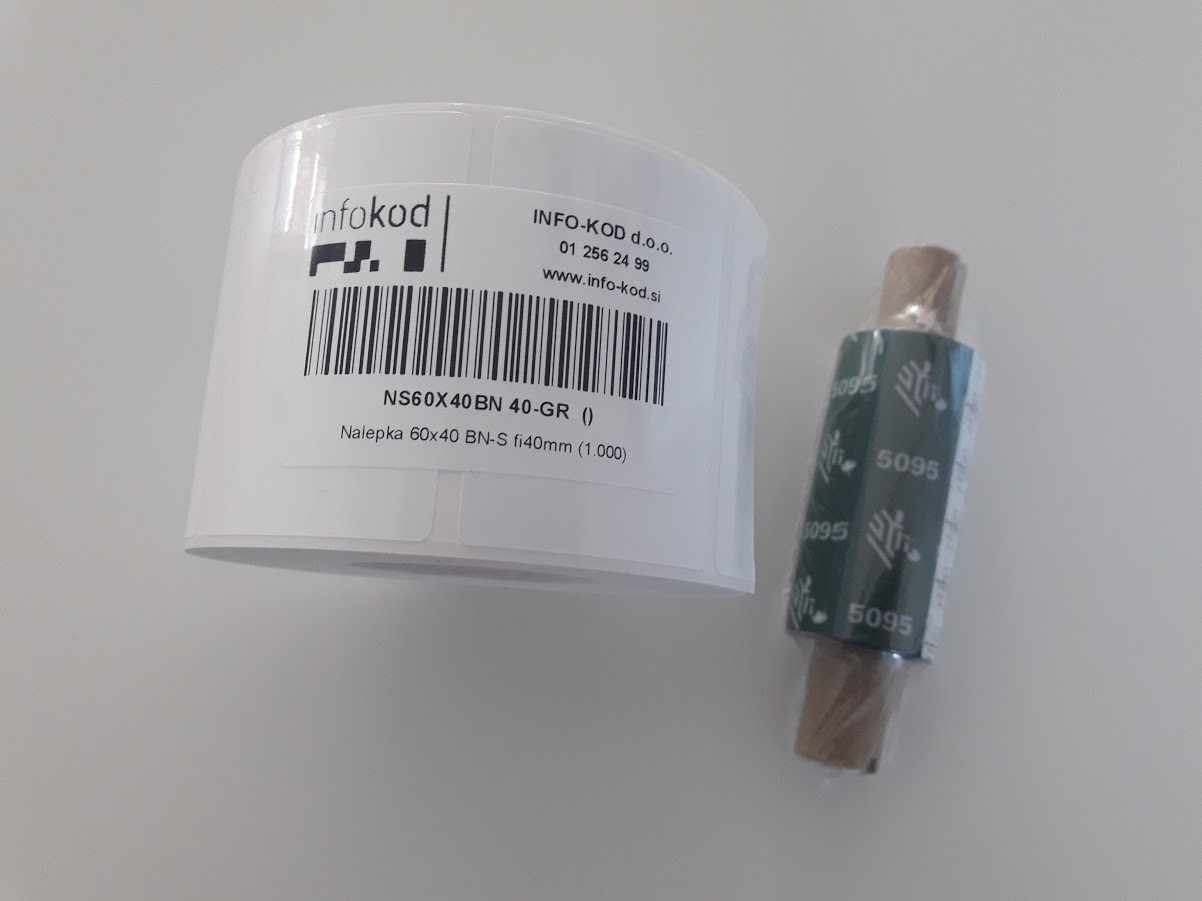 infokod
INFO-KOD d.o.o.
01 256 24 99
www.info-kod.si
NS60X40BN 40-GR ()
Nalepka 60x40 BN-S fi40mm (1.000)
5095
5095
5095
5095